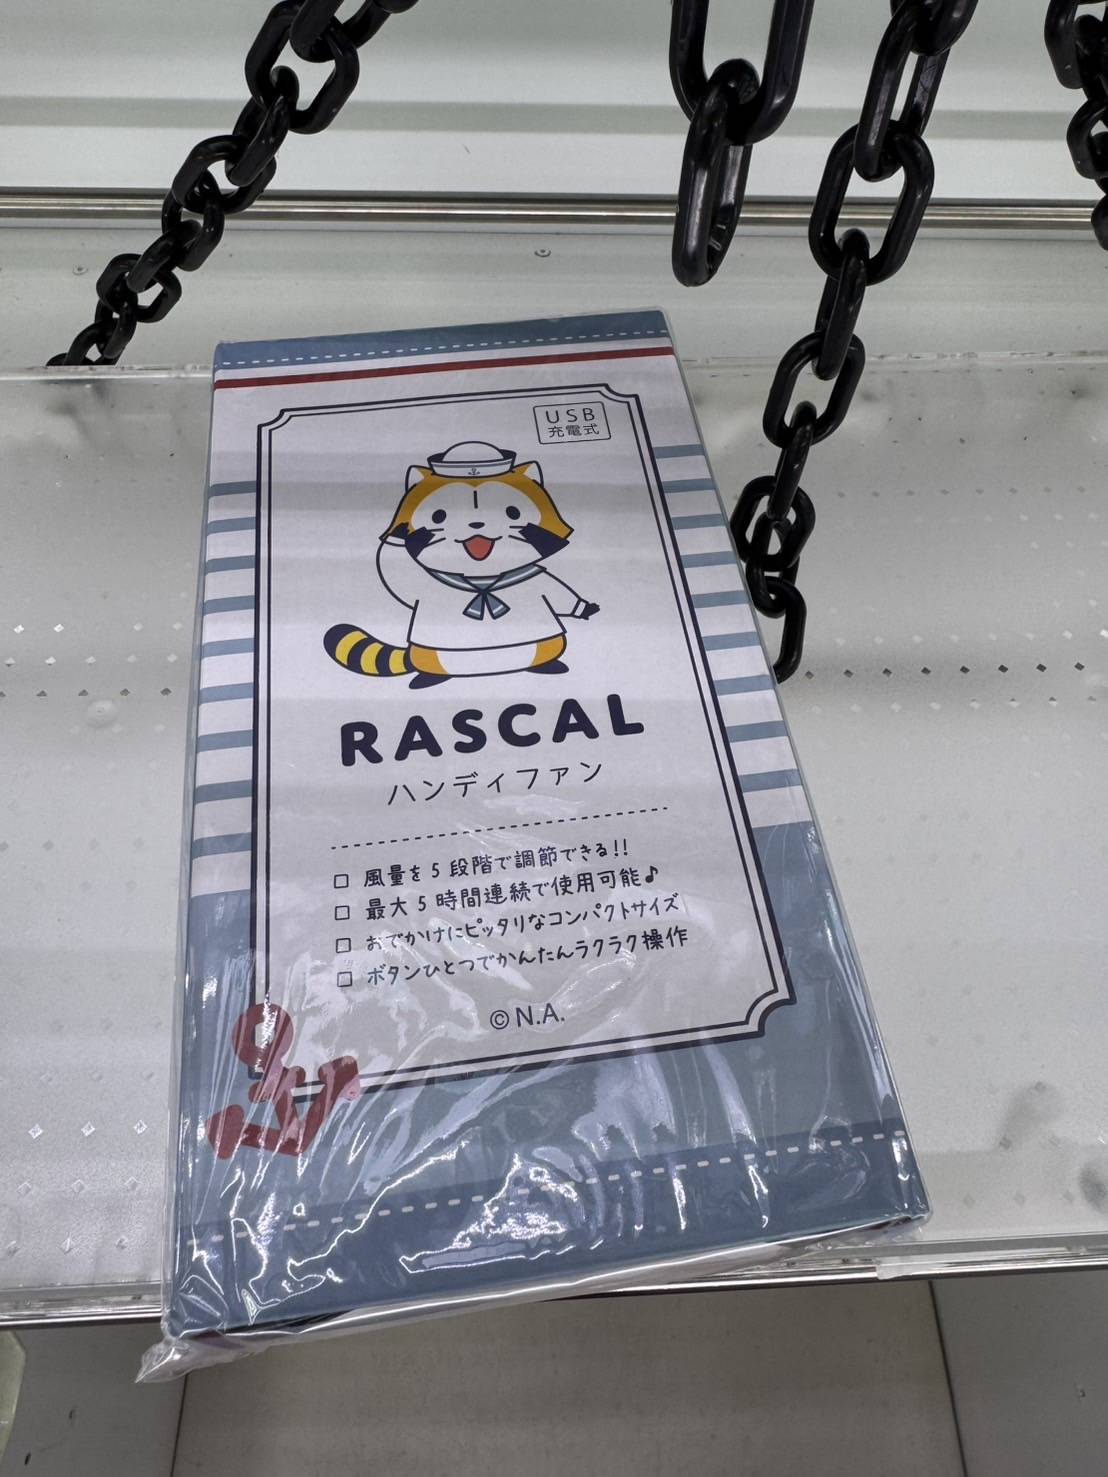 USB
充電式
RASCAL
ハンディファン
□ 風量を5段階で調節できる!!
□ 最大5時間連続で使用可能♪
□ おでかけにピッタリなコンパクトサイズ
□ ボタンひとつでかんたんラクラク操作
© N.A.